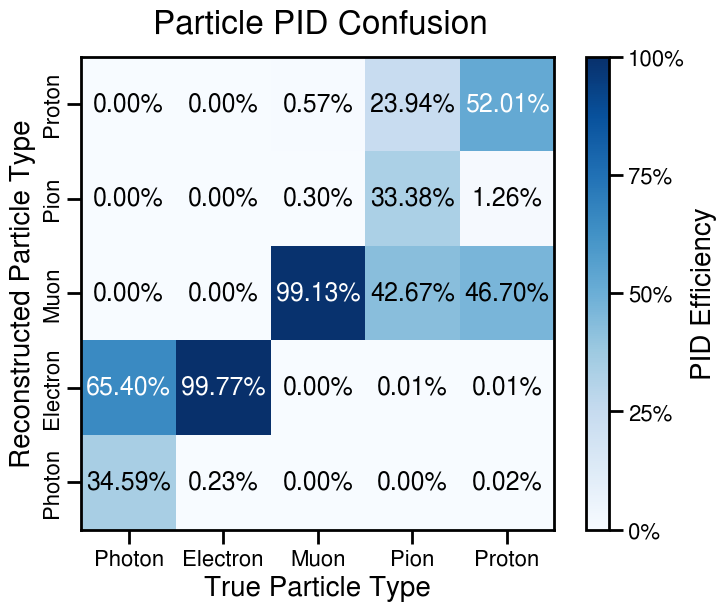 Particle PID Confusion
Reconstructed Particle Type
Proton
0.00% 0.00% 0.57% 23.94% 52.01%
Pion
0.00% 0.00% 0.30% 33.38% 1.26%
Muon
0.00% 0.00% 99.13% 42.67% 46.70%
Electron
65.40% 99.77% 0.00% 0.01% 0.01%
Photon
34.59% 0.23% 0.00% 0.00% 0.02%
Photon Electron Muon Pion Proton
True Particle Type
100%
75%
50%
25%
0%
PID Efficiency